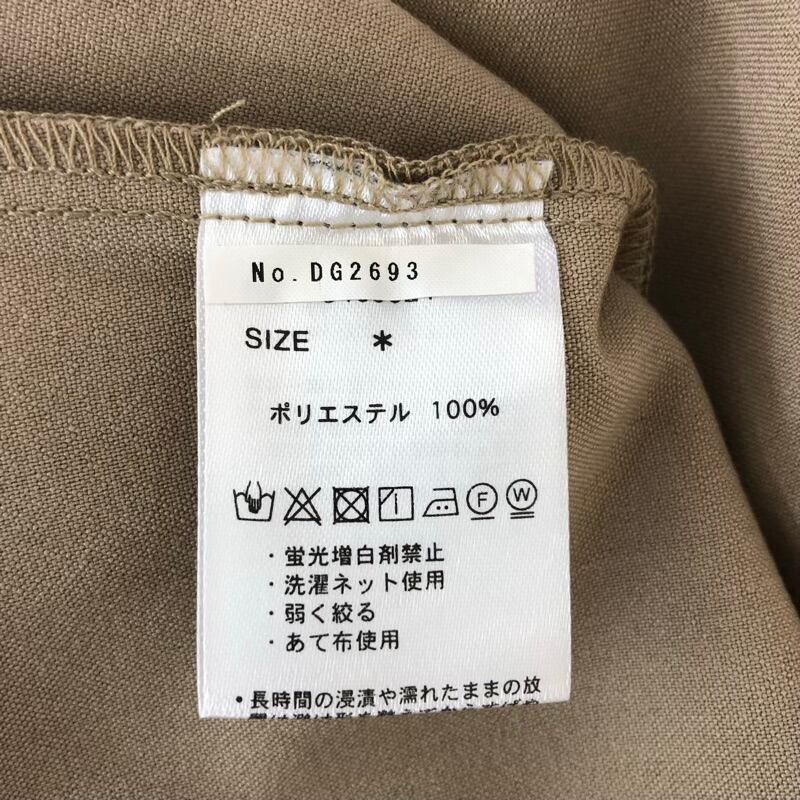 No. DG2693
SIZE *
ポリエステル 100%
F W
・蛍光増白剤禁止
・洗濯ネット使用
・弱く絞る
・あて布使用
・長時間の浸漬や濡れたままの放